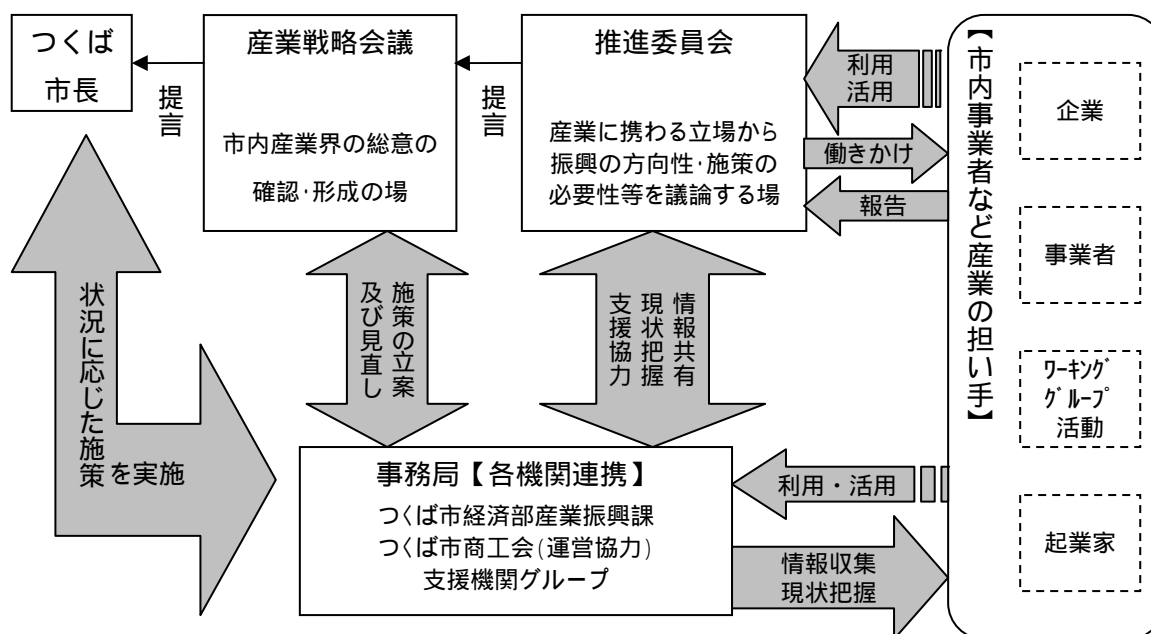 つくば
市長
提言
産業戦略会議
市内産業界の総意の
確認・形成の場
提言
推進委員会
産業に携わる立場から
振興の方向性・施策の
必要性等を議論する場
利用
活用
働きかけ
報告
【市内事業者など産業の担い手】
企業
事業者
ワーキング
グループ
活動
起業家
状況に応じた施策
を実施
施策の立案
及び見直し
情報共有
現状把握
支援協力
事務局【各機関連携】
つくば市経済部産業振興課
つくば市商工会(運営協力)
支援機関グループ
利用・活用
情報収集
現状把握